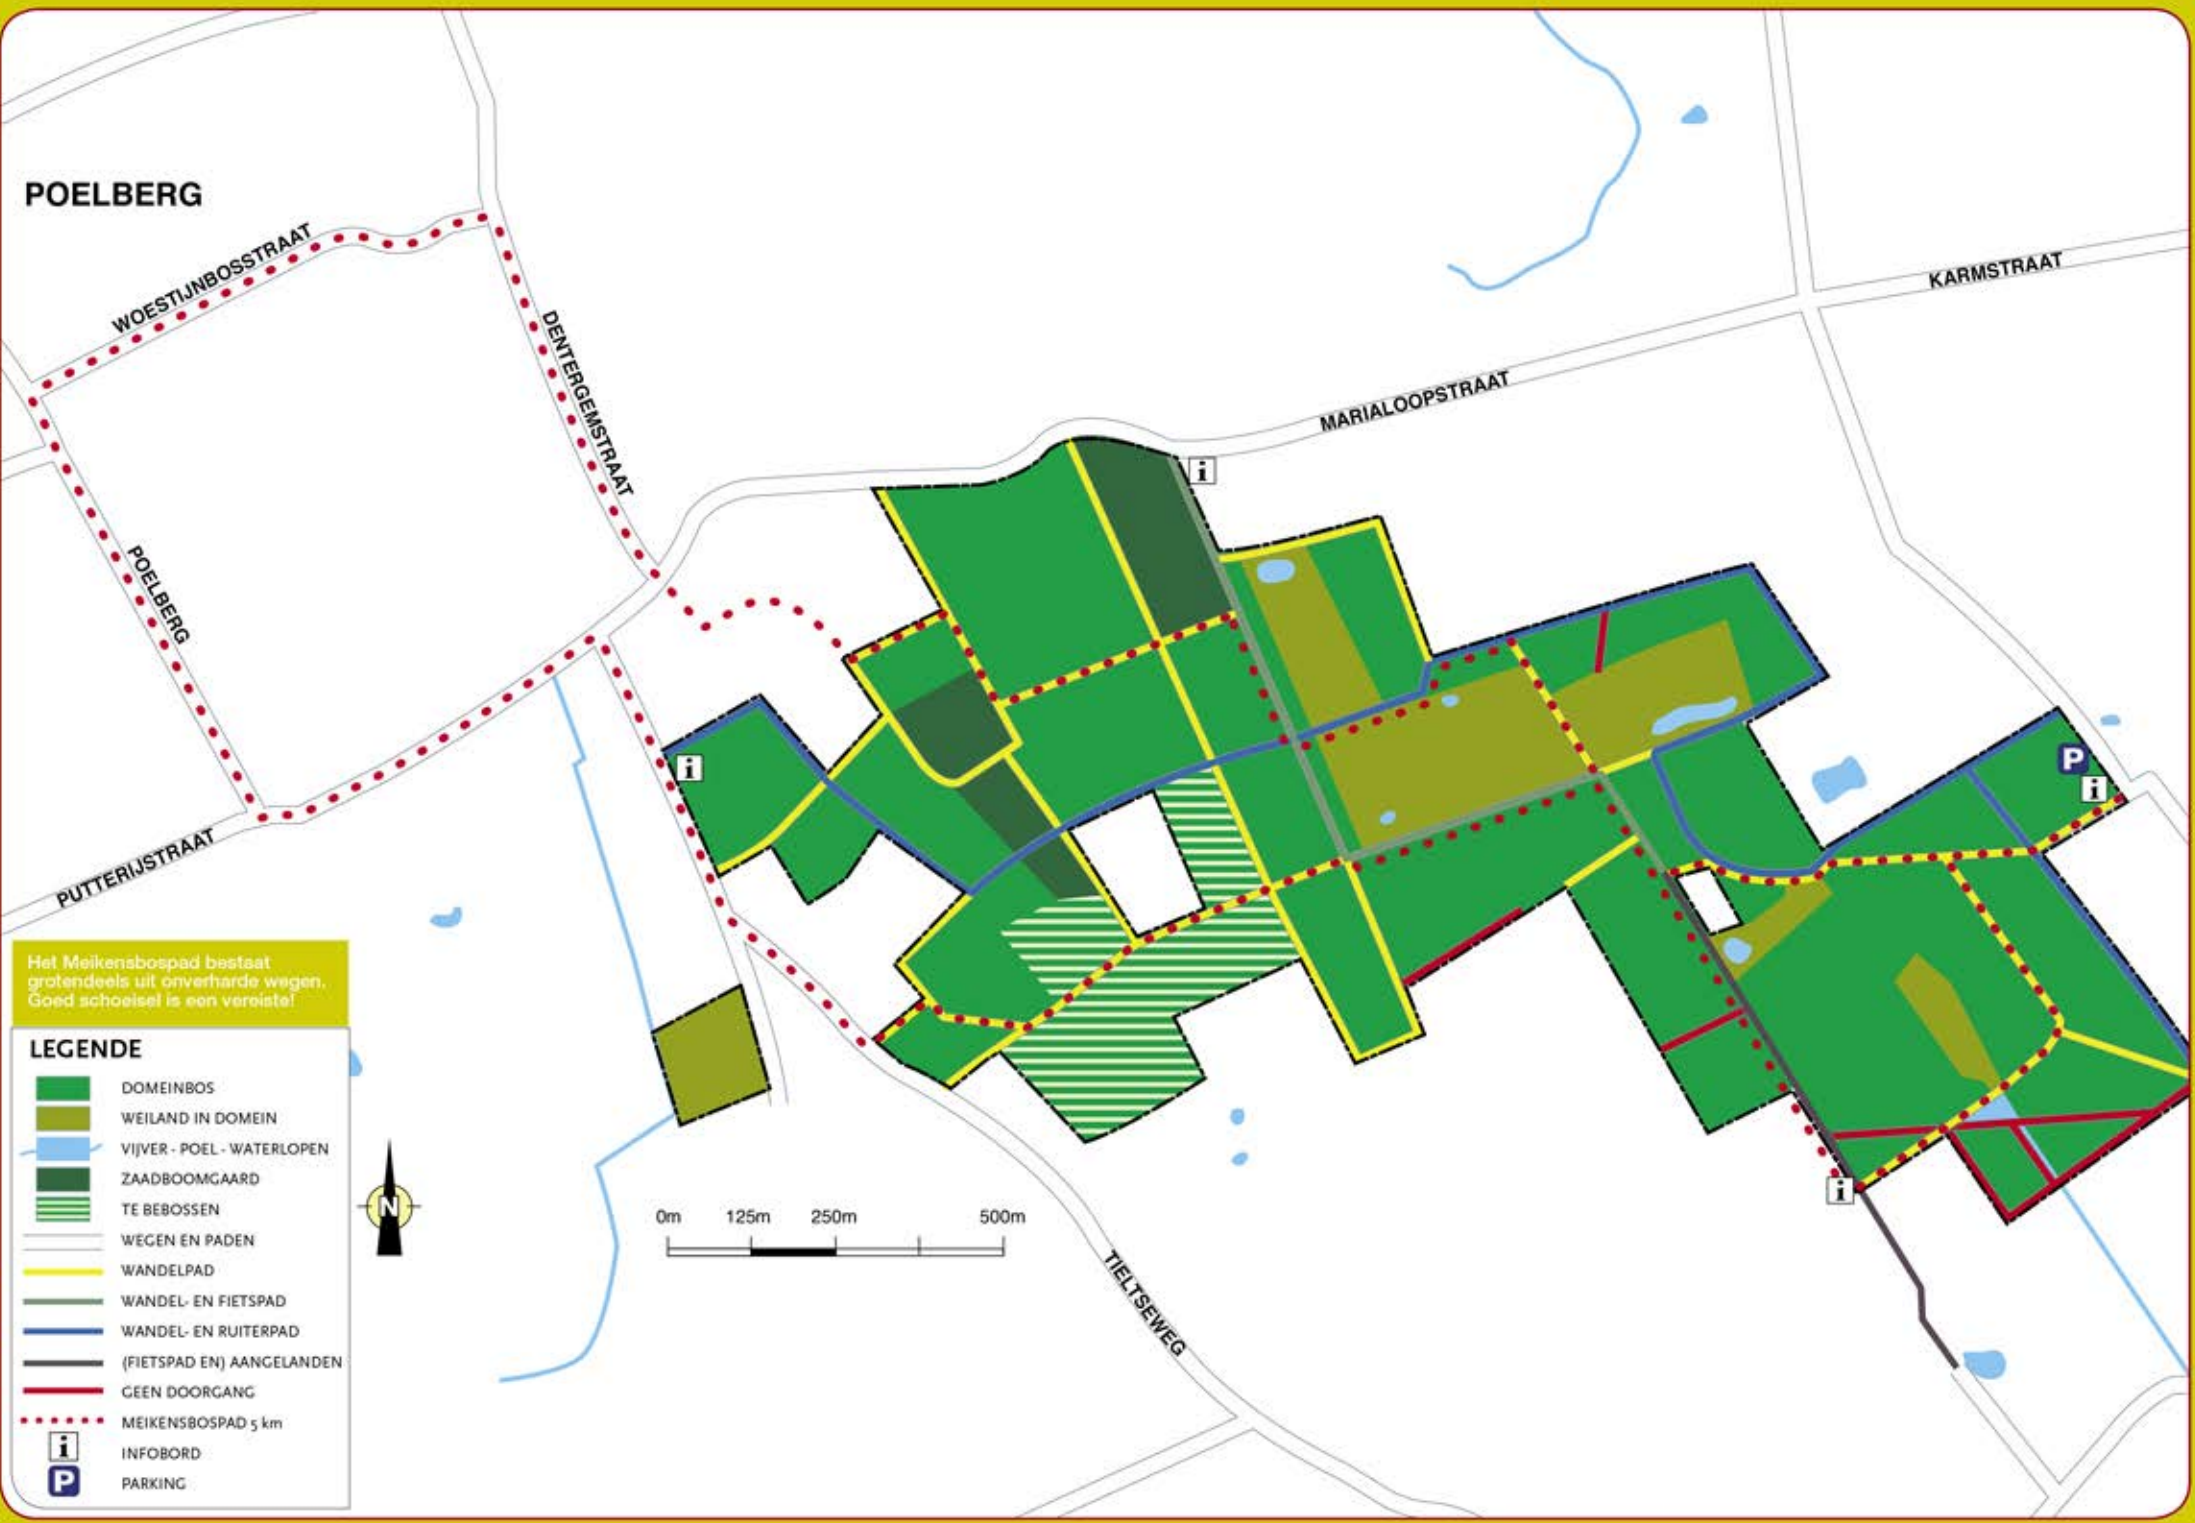 POELBERG
WOESTIJNBOSSTRAAT
DENTERGEMSTRAAT
KARMSTRAAT
MARIALOOPSTRAAT
i
POELBERG
P
i
i
PUTTERIJSTRAAT
Het Meikensbospad bestaat
grotendeels uit onverharde wegen.
Goed schoeisel is een vereiste!
LEGENDE
DOMEINBOS
WEILAND IN DOMEIN
VIJVER - POEL - WATERLOPEN
ZAADBOOMGAARD
TE BEBOSSEN
WEGEN EN PADEN
WANDELPAD
WANDEL- EN FIETSPAD
WANDEL- EN RUITERPAD
(FIETSPAD EN) AANGELANDEN
GEEN DOORGANG
MEIKENSBOSPAD 5 km
i INFOBORD
P PARKING
N
0m 125m 250m 500m
i
TIELTSEWEG